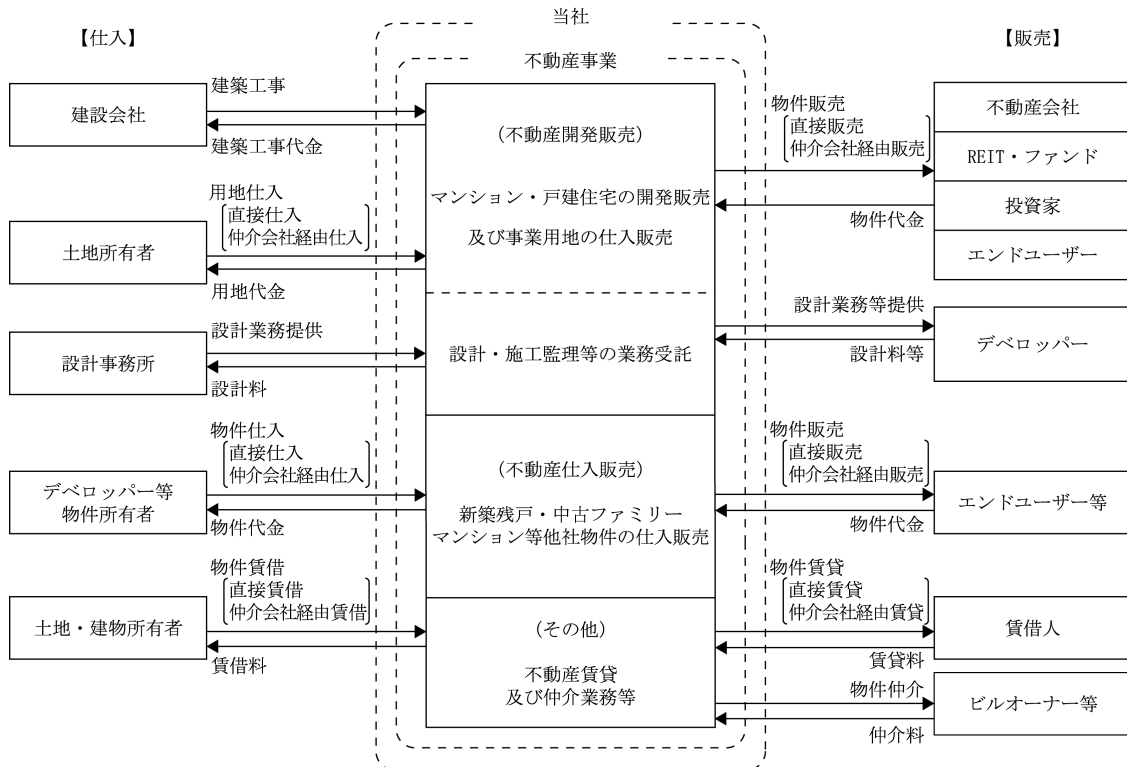 当社
【仕入】
不動産事業
【販売】
建設会社
建築工事
建築工事代金
土地所有者
用地仕入
直接仕入
仲介会社経由仕入
用地代金
設計事務所
設計業務提供
設計料
デベロッパー等
物件所有者
物件仕入
直接仕入
仲介会社経由仕入
物件代金
土地・建物所有者
物件賃借
直接賃借
仲介会社経由賃借
賃借料
(不動産開発販売)
マンション・戸建住宅の開発販売
及び事業用地の仕入販売
設計・施工監理等の業務受託
(不動産仕入販売)
新築残戸・中古ファミリー
マンション等他社物件の仕入販売
(その他)
不動産賃貸
及び仲介業務等
物件販売
直接販売
仲介会社経由販売
物件代金
不動産会社
REIT・ファンド
投資家
エンドユーザー
設計業務等提供
設計料等
デベロッパー
物件販売
直接販売
仲介会社経由販売
物件代金
エンドユーザー等
物件賃貸
直接賃貸
仲介会社経由賃貸
賃貸料
賃借人
物件仲介
仲介料
ビルオーナー等